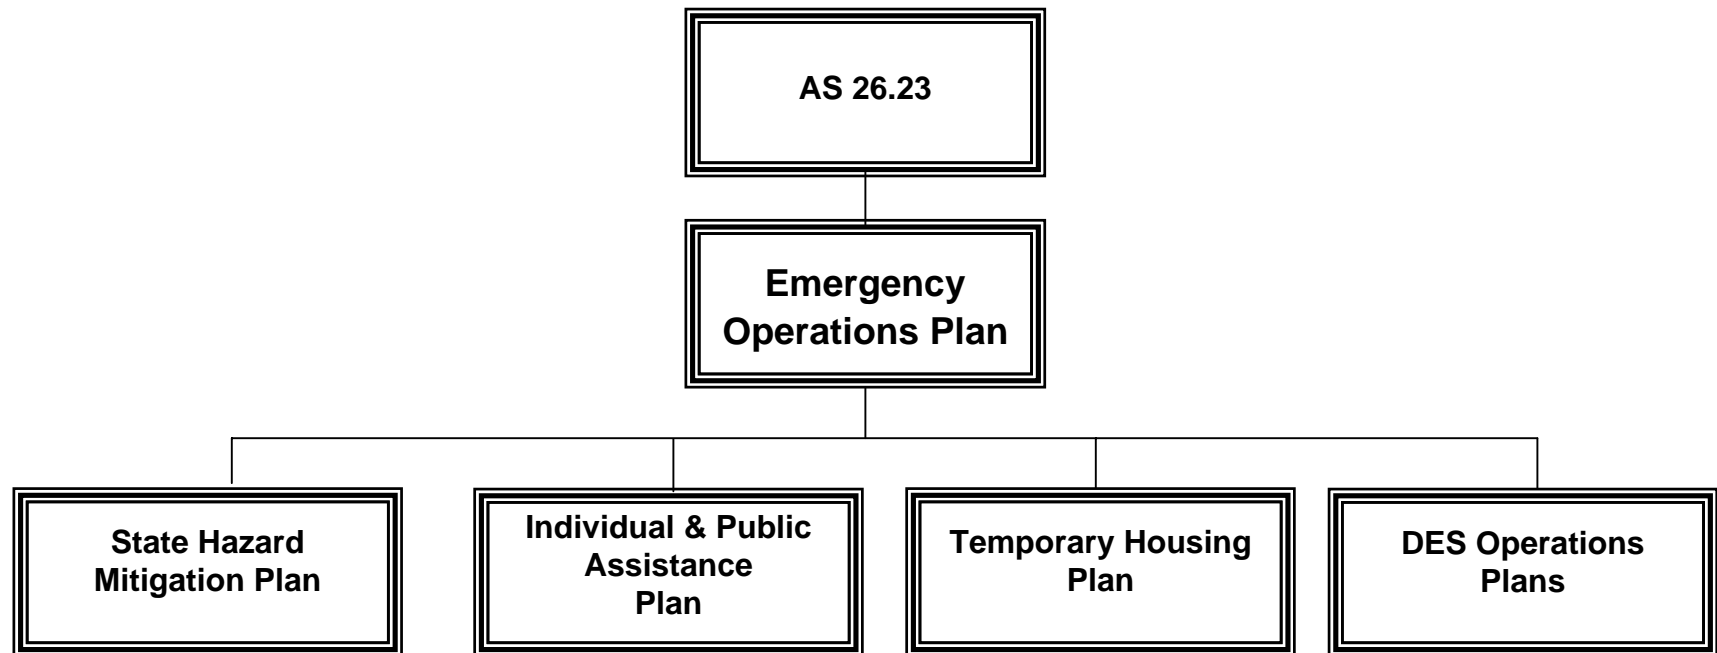 AS 26.23
Emergency
Operations Plan
State Hazard
Mitigation Plan
Individual & Public
Assistance
Plan
Temporary Housing
Plan
DES Operations
Plans